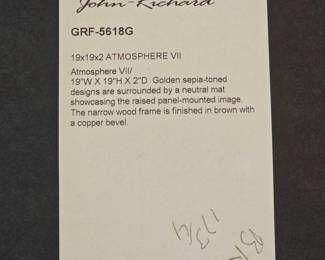 John-Richard
GRF-5618G
19x19x2 ATMOSPHERE VII
Atmosphere VII/
19"W X 19"H X 2"D Golden sepia-toned
designs are surrounded by a neutral mat
showcasing the raised panel-mounted image.
The narrow wood frame is finished in brown with
a copper bevel.